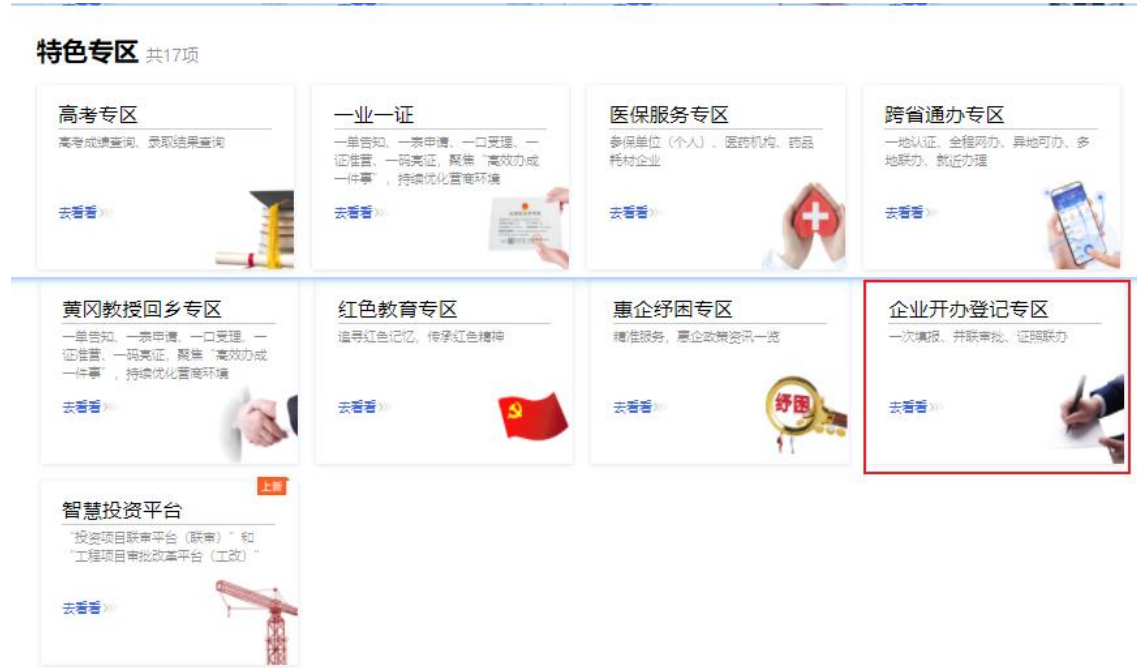 特色专区 共17项
高考专区
高考成绩查询、录取结果查询
去看看
一业一证
一单告知、一表申请、一口受理、一
证准营、一码亮证，聚焦“高效办成
一件事”，持续优化营商环境
去看看
医保服务专区
参保单位（个人）、医药机构、药品
耗材企业
去看看
跨省通办专区
一地认证、全程网办、异地可办、多
地联办、就近办理
去看看
黄冈教授回乡专区
一单告知、一表申请、一口受理、一
证准营、一码亮证，聚焦“高效办成
一件事”，持续优化营商环境
去看看
红色教育专区
追寻红色记忆，传承红色精神
去看看
惠企纾困专区
精准服务，惠企政策资讯一览
去看看
纾困
企业开办登记专区
一次填报、并联审批、证照联办
去看看
上新
智慧投资平台
“投资项目联审平台（联审）”和
“工程项目审批改革平台（工改）”
去看看